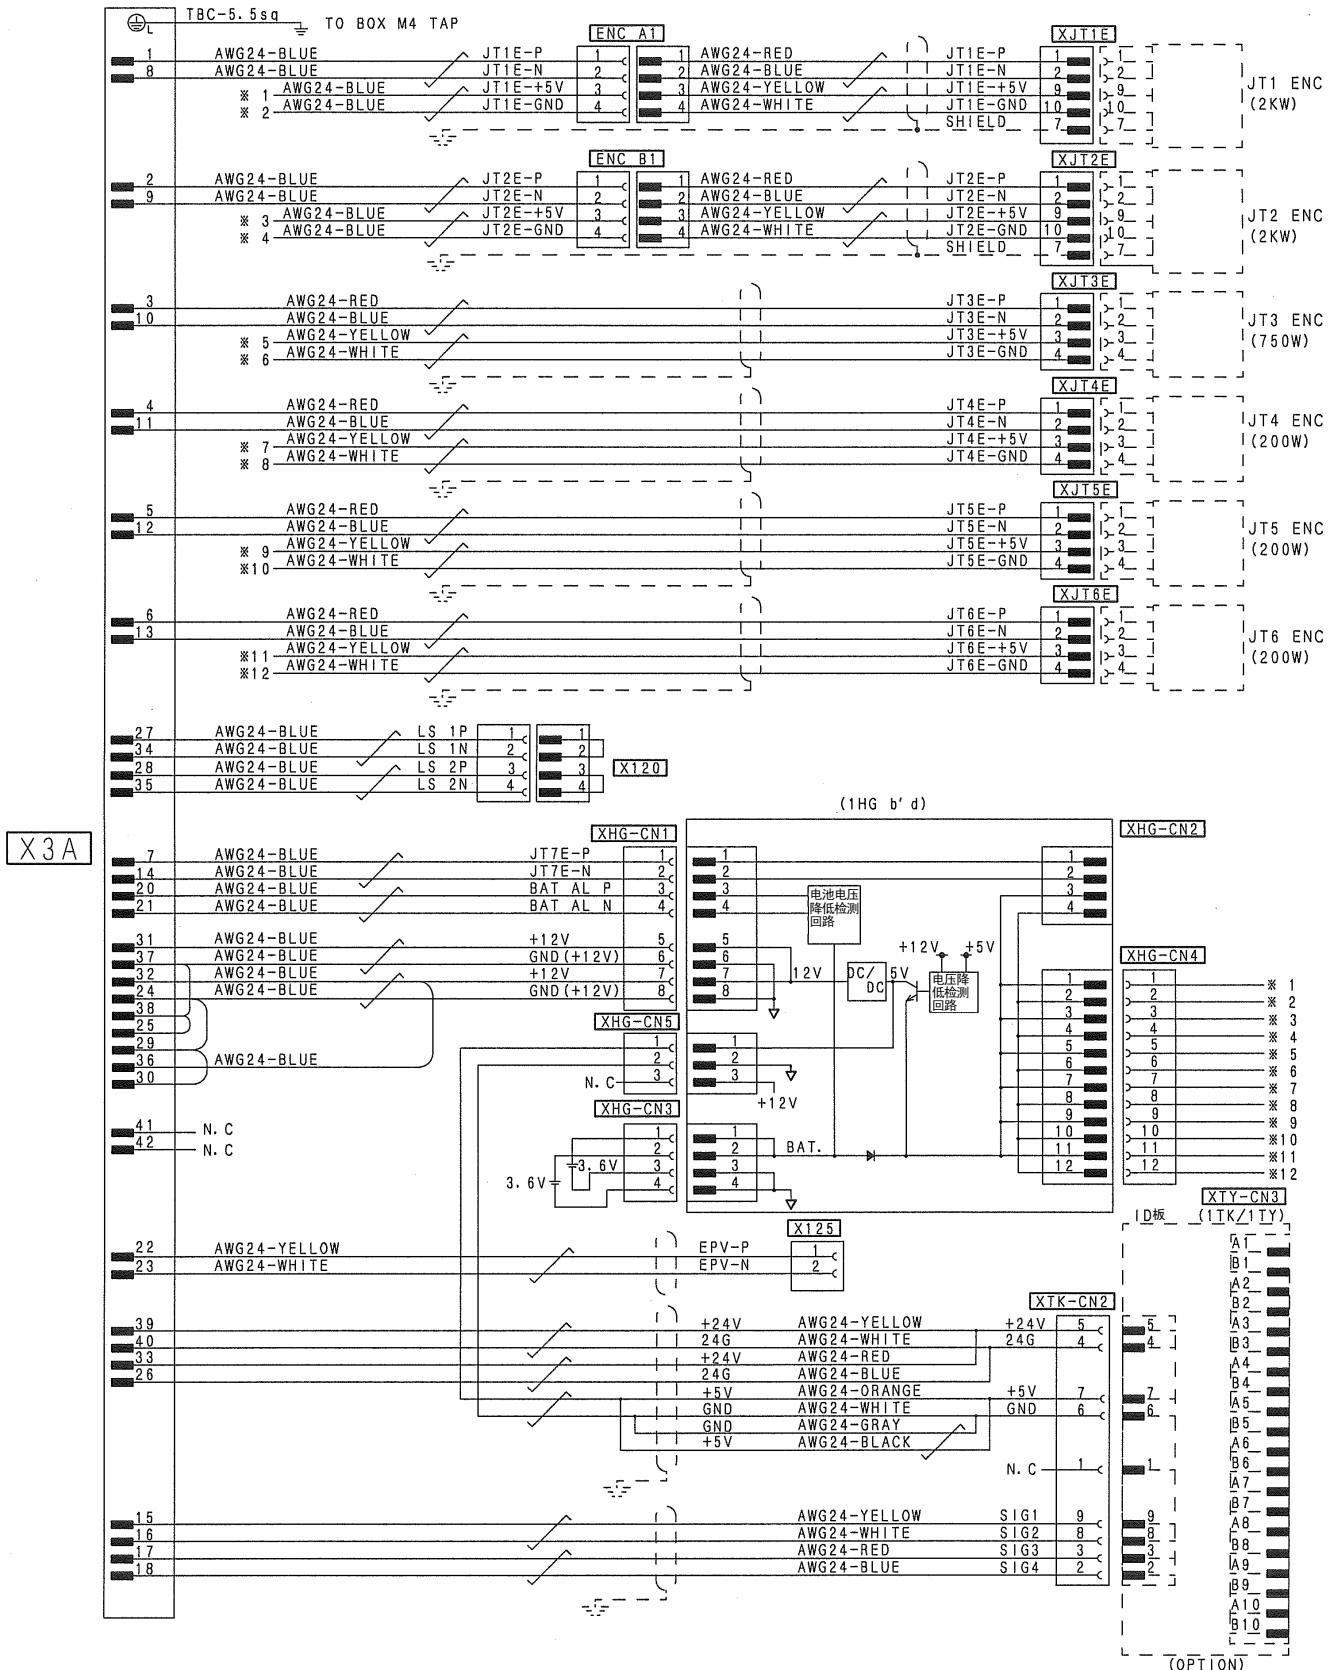 TBC-5.5sq
L
TO BOX M4 TAP
ENC A1
XJT1E
1 AWG24-BLUE JT1E-P 1 1 AWG24-RED JT1E-P 1 1
8 AWG24-BLUE JT1E-N 2 2 AWG24-BLUE JT1E-N 2 2
※ 1 AWG24-BLUE JT1E-+5V 3 3 AWG24-YELLOW JT1E-+5V 9 9
※ 2 AWG24-BLUE JT1E-GND 4 4 AWG24-WHITE JT1E-GND 10 10
SHIELD 7 7
JT1 ENC
(2KW)
ENC B1
XJT2E
2 AWG24-BLUE JT2E-P 1 1 AWG24-RED JT2E-P 1 1
9 AWG24-BLUE JT2E-N 2 2 AWG24-BLUE JT2E-N 2 2
※ 3 AWG24-BLUE JT2E-+5V 3 3 AWG24-YELLOW JT2E-+5V 9 9
※ 4 AWG24-BLUE JT2E-GND 4 4 AWG24-WHITE JT2E-GND 10 10
SHIELD 7 7
JT2 ENC
(2KW)
XJT3E
3 AWG24-RED JT3E-P 1 1
10 AWG24-BLUE JT3E-N 2 2
※ 5 AWG24-YELLOW JT3E-+5V 3 3
※ 6 AWG24-WHITE JT3E-GND 4 4
JT3 ENC
(750W)
XJT4E
4 AWG24-RED JT4E-P 1 1
11 AWG24-BLUE JT4E-N 2 2
※ 7 AWG24-YELLOW JT4E-+5V 3 3
※ 8 AWG24-WHITE JT4E-GND 4 4
JT4 ENC
(200W)
XJT5E
5 AWG24-RED JT5E-P 1 1
12 AWG24-BLUE JT5E-N 2 2
※ 9 AWG24-YELLOW JT5E-+5V 3 3
※10 AWG24-WHITE JT5E-GND 4 4
JT5 ENC
(200W)
XJT6E
6 AWG24-RED JT6E-P 1 1
13 AWG24-BLUE JT6E-N 2 2
※11 AWG24-YELLOW JT6E-+5V 3 3
※12 AWG24-WHITE JT6E-GND 4 4
JT6 ENC
(200W)
27 AWG24-BLUE LS 1P 1 1
34 AWG24-BLUE LS 1N 2 2
28 AWG24-BLUE LS 2P 3 3
35 AWG24-BLUE LS 2N 4 4
X120
X3A
(1HG b'd)
XHG-CN1
XHG-CN2
7 AWG24-BLUE JT7E-P 1 1 1
14 AWG24-BLUE JT7E-N 2 2 2
20 AWG24-BLUE BAT AL P 3 3 3
21 AWG24-BLUE BAT AL N 4 4 4
电池电压
降低检测
回路
31 AWG24-BLUE +12V 5 5
37 AWG24-BLUE GND(+12V) 6 6
32 AWG24-BLUE +12V 7 7
24 AWG24-BLUE GND(+12V) 8 8
38
25
29
36 AWG24-BLUE
30
12V
DC/
DC
5V
+12V +5V
电压降
低检测
回路
XHG-CN4
1 1 ※ 1
2 2 ※ 2
3 3 ※ 3
4 4 ※ 4
5 5 ※ 5
6 6 ※ 6
7 7 ※ 7
8 8 ※ 8
9 9 ※ 9
10 10 ※10
11 11 ※11
12 12 ※12
XHG-CN5
1 1
2 2
N.C 3 3
+12V
XHG-CN3
1 1
2 2
3 3
4 4
3.6V
3.6V
BAT.
41 N.C
42 N.C
X125
22 AWG24-YELLOW EPV-P 1
23 AWG24-WHITE EPV-N 2
XTK-CN2
39 +24V AWG24-YELLOW +24V 5 5
40 24G AWG24-WHITE 24G 4 4
33 +24V AWG24-RED
26 24G AWG24-BLUE
+5V AWG24-ORANGE +5V 7 7
GND AWG24-WHITE GND 6 6
GND AWG24-GRAY
+5V AWG24-BLACK
N.C 1 1
15 AWG24-YELLOW SIG1 9 9
16 AWG24-WHITE SIG2 8 8
17 AWG24-RED SIG3 3 3
18 AWG24-BLUE SIG4 2 2
ID板
XTY-CN3
(1TK/1TY)
A1
B1
A2
B2
A3
B3
A4
B4
A5
B5
A6
B6
A7
B7
A8
B8
A9
B9
A10
B10
(OPTION)